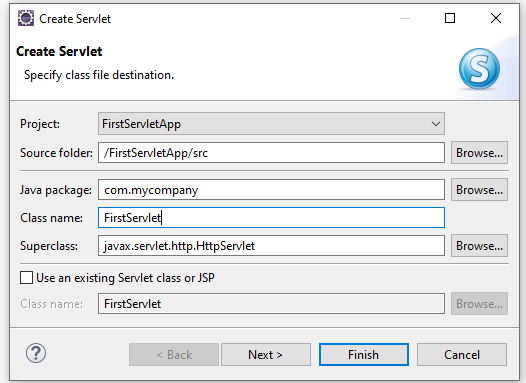 Create Servlet
Create Servlet
Specify class file destination.
S
Project: FirstServletApp
Source folder: /FirstServletApp/src Browse...
Java package: com.mycompany Browse...
Class name: FirstServlet
Superclass: javax.servlet.http.HttpServlet Browse...
Use an existing Servlet class or JSP
Class name: FirstServlet Browse...
? < Back Next > Finish Cancel